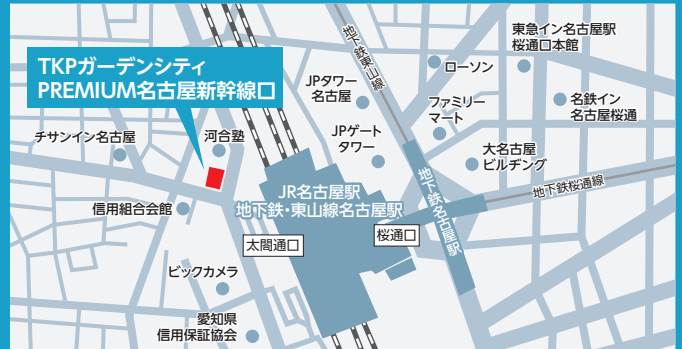 TKPガーデンシティ
PREMIUM名古屋新幹線口
地下鉄東山線
東急イン名古屋駅
桜通口本館
ローソン
JPタワー
名古屋
ファミリー
マート
名鉄イン
名古屋桜通
チサンイン名古屋
河合塾
JPゲート
タワー
大名古屋
ビルヂング
地下鉄桜通線
JR名古屋駅
地下鉄・東山線名古屋駅
地下鉄名古屋駅
信用組合会館
太閤通口
桜通口
ビックカメラ
愛知県
信用保証協会